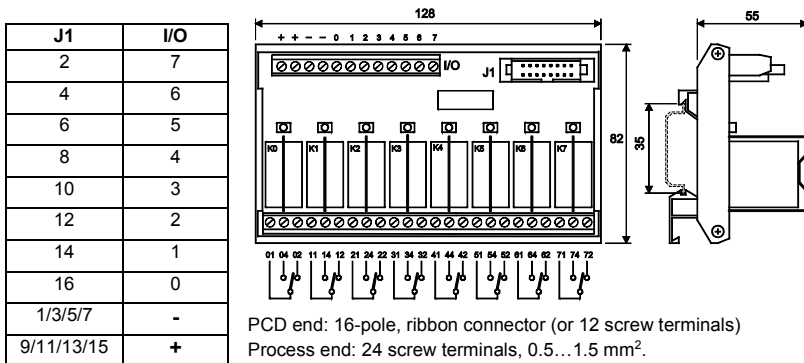 J1 I/O
2 7
4 6
6 5
8 4
10 3
12 2
14 1
16 0
1/3/5/7 -
9/11/13/15 +
128
55
+ + − − 0 1 2 3 4 5 6 7
I/O
J1
82
35
K0 K1 K2 K3 K4 K5 K6 K7
01 04 02 11 14 12 21 24 22 31 34 32 41 44 42 51 54 52 61 64 62 71 74 72
PCD end: 16-pole, ribbon connector (or 12 screw terminals)
Process end: 24 screw terminals, 0.5…1.5 mm².